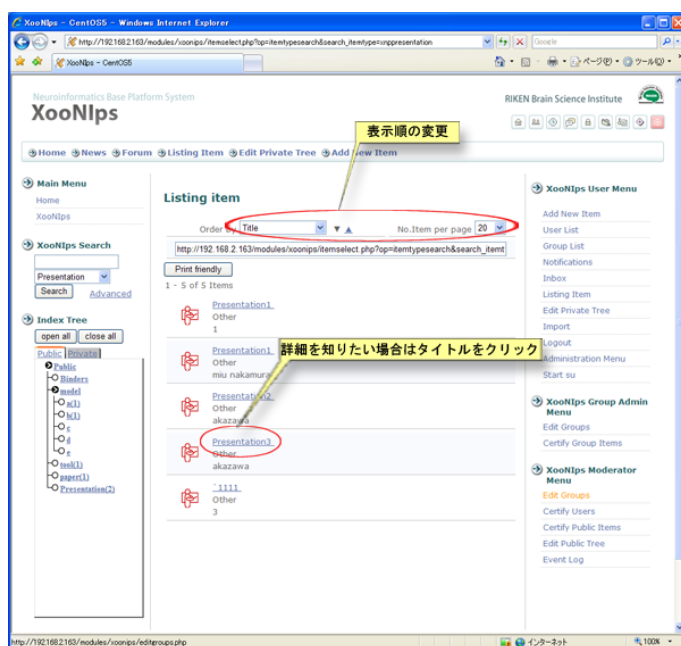 XooNIps - CentOS5 - Windows Internet Explorer
http://192.168.2.163/modules/xoonips/itemselect.php?op=itemtypesearch&search_itemtype=xnppresentation
Google
XooNIps - CentOS5
ページ(P)
ツール(O)
Neuroinformatics Base Platform System
XooNIps
RIKEN Brain Science Institute
表示順の変更
Home News Forum Listing Item Edit Private Tree Add New Item
Main Menu
Home
XooNIps
XooNIps Search
Presentation
Search Advanced
Index Tree
open all close all
Public Private
Public
Binders
model
a(1)
b(1)
c
d
e
tool(1)
paper(1)
Presentation(2)
Listing item
Order By Title ▼ ▲ No.Item per page 20
http://192.168.2.163/modules/xoonips/itemselect.php?op=itemtypesearch&search_itemt
Print friendly
1 - 5 of 5 Items
Presentation1
Other
1
Presentation1
Other
miu nakamura
詳細を知りたい場合はタイトルをクリック
Presentation2
Other
akazawa
Presentation3
Other
akazawa
`1111
Other
3
XooNIps User Menu
Add New Item
User List
Group List
Notifications
Inbox
Listing Item
Edit Private Tree
Import
Logout
Administration Menu
Start su
XooNIps Group Admin
Menu
Edit Groups
Certify Group Items
XooNIps Moderator
Menu
Edit Groups
Certify Users
Certify Public Items
Edit Public Tree
Event Log
http://192.168.2.163/modules/xoonips/editgroups.php
インターネット
100%